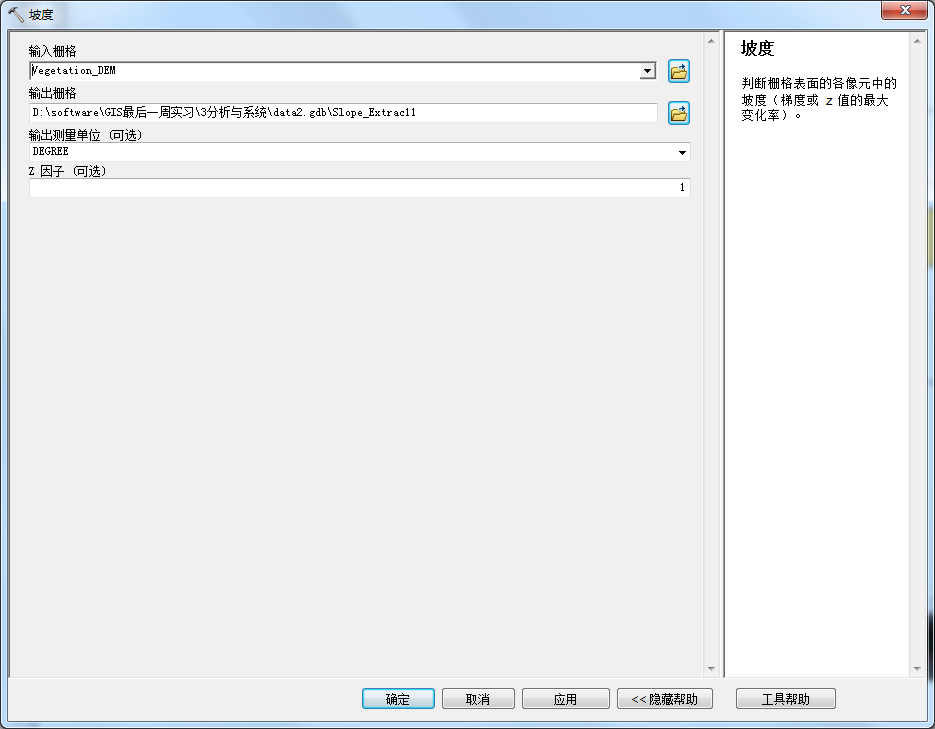 坡度
输入栅格
Vegetation_DEM
输出栅格
D:\software\GIS最后一周实习\3分析与系统\data2.gdb\Slope_Extrac11
输出测量单位 (可选)
DEGREE
Z 因子 (可选)
1
坡度
判断栅格表面的各像元中的
坡度（梯度或 z 值的最大
变化率）。
确定
取消
应用
<< 隐藏帮助
工具帮助